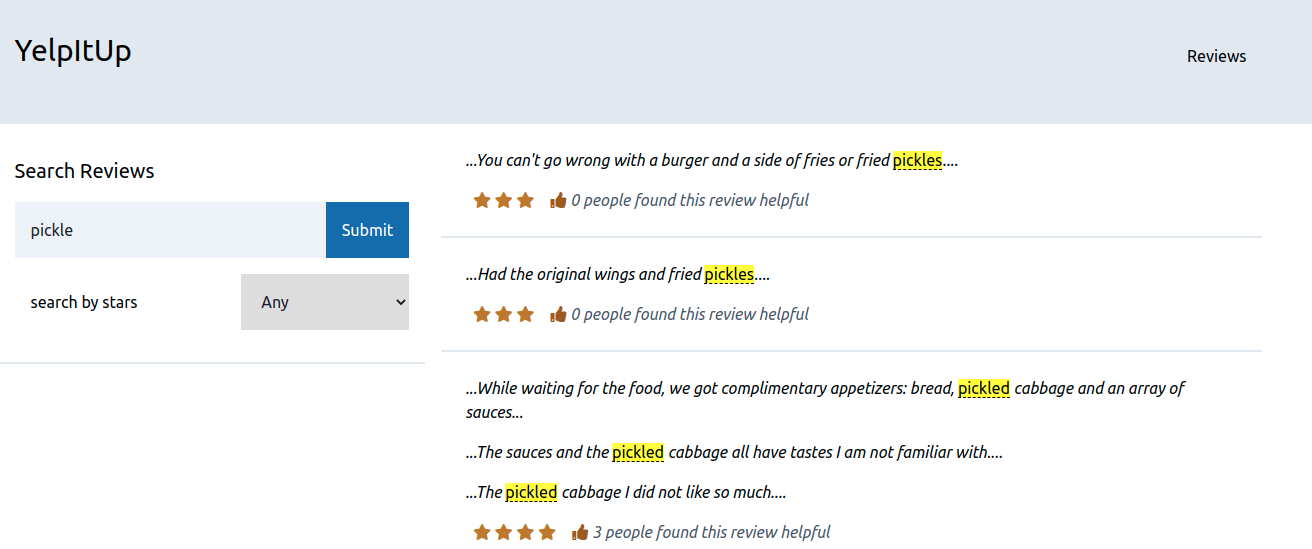 YelpItUp
Reviews
Search Reviews
pickle
Submit
search by stars
Any
...You can't go wrong with a burger and a side of fries or fried pickles....
0 people found this review helpful
...Had the original wings and fried pickles....
0 people found this review helpful
...While waiting for the food, we got complimentary appetizers: bread, pickled cabbage and an array of
sauces...
...The sauces and the pickled cabbage all have tastes I am not familiar with....
...The pickled cabbage I did not like so much....
3 people found this review helpful